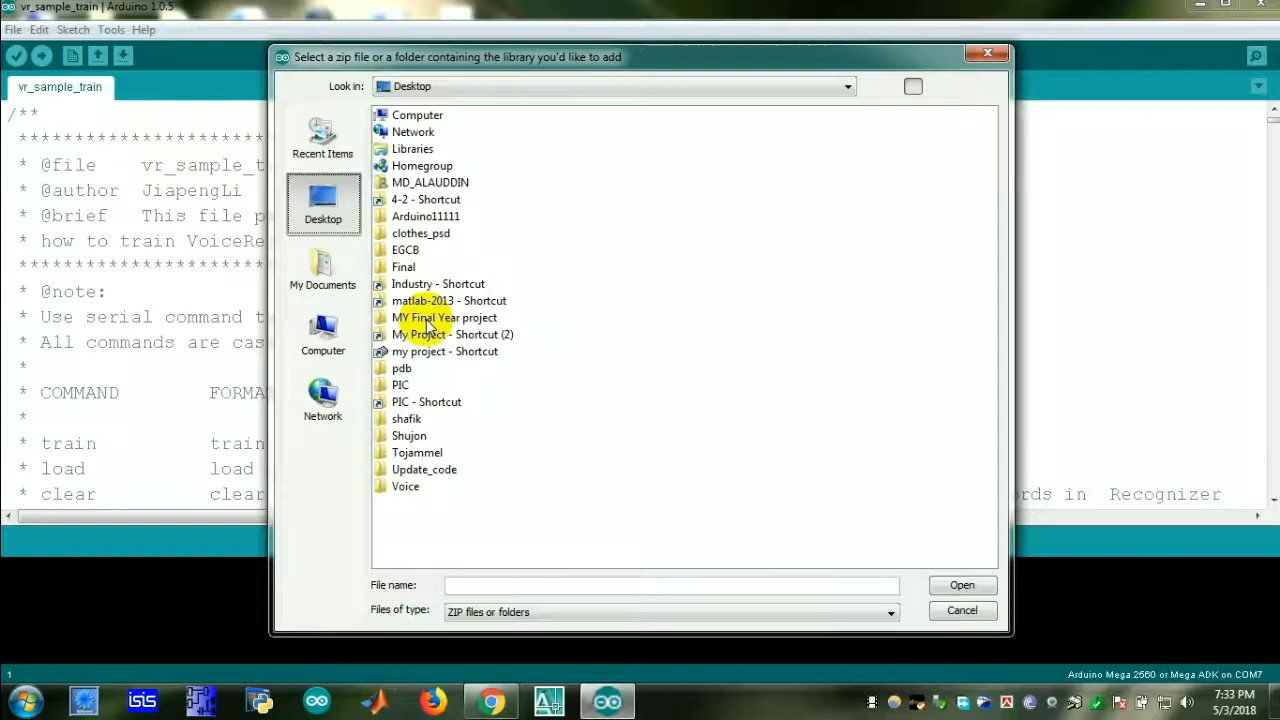 vr_sample_train | Arduino 1.0.5
File Edit Sketch Tools Help
Select a zip file or a folder containing the library you'd like to add
vr_sample_train
Look in: Desktop
/**
* @file vr_sample_t
* @author JiapengLi
* @brief This file p
* how to train VoiceRe
* @note:
* Use serial command t
* All commands are cas
*
* COMMAND FORMA
*
* train train
* load load
* clear clear rds in Recognizer
Recent Items
Desktop
My Documents
Computer
Network
Computer
Network
Libraries
Homegroup
MD_ALAUDDIN
4-2 - Shortcut
Arduino11111
clothes_psd
EGCB
Final
Industry - Shortcut
matlab-2013 - Shortcut
MY Final Year project
My Project - Shortcut (2)
my project - Shortcut
pdb
PIC
PIC - Shortcut
shafik
Shujon
Tojammel
Update_code
Voice
File name: Open
Files of type: ZIP files or folders Cancel
1 Arduino Mega 2560 or Mega ADK on COM7
isis
7:33 PM
5/3/2018